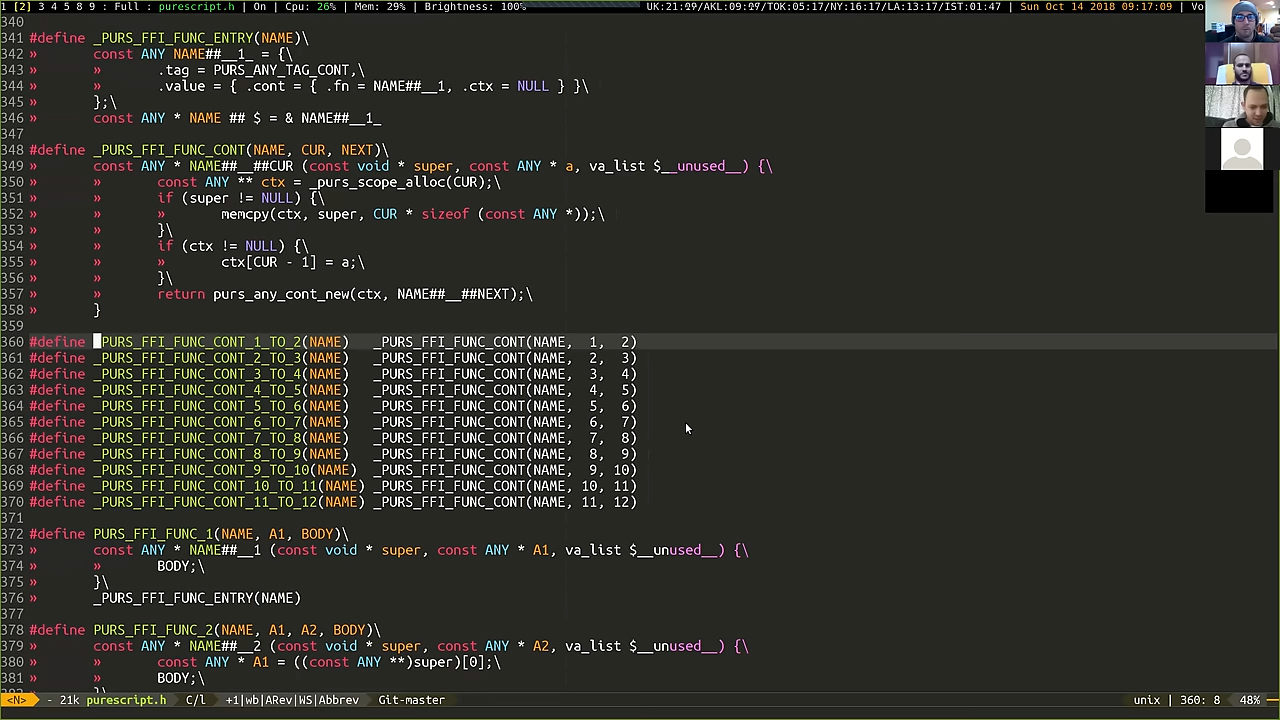 1 [2] 3 4 5 8 9 : Full : purescript.h | On | Cpu: 26% | Mem: 29% | Brightness: 100% UK:21:09/AKL:09:09/TOK:05:17/NY:16:17/LA:13:17/IST:01:47 | Sun Oct 14 2018 09:17:09 | Vo
340
341 #define _PURS_FFI_FUNC_ENTRY(NAME)\
342 » const ANY NAME##__1_ = {\
343 » » .tag = PURS_ANY_TAG_CONT,\
344 » » .value = { .cont = { .fn = NAME##__1, .ctx = NULL } }\
345 » };\
346 » const ANY * NAME ## $ = & NAME##__1_
347
348 #define _PURS_FFI_FUNC_CONT(NAME, CUR, NEXT)\
349 » const ANY * NAME##__##CUR (const void * super, const ANY * a, va_list $__unused__) {\
350 » » const ANY ** ctx = _purs_scope_alloc(CUR);\
351 » » if (super != NULL) {\
352 » » » memcpy(ctx, super, CUR * sizeof (const ANY *));\
353 » » }\
354 » » if (ctx != NULL) {\
355 » » » ctx[CUR - 1] = a;\
356 » » }\
357 » » return purs_any_cont_new(ctx, NAME##__##NEXT);\
358 » }
359
360 #define _PURS_FFI_FUNC_CONT_1_TO_2(NAME) _PURS_FFI_FUNC_CONT(NAME, 1, 2)
361 #define _PURS_FFI_FUNC_CONT_2_TO_3(NAME) _PURS_FFI_FUNC_CONT(NAME, 2, 3)
362 #define _PURS_FFI_FUNC_CONT_3_TO_4(NAME) _PURS_FFI_FUNC_CONT(NAME, 3, 4)
363 #define _PURS_FFI_FUNC_CONT_4_TO_5(NAME) _PURS_FFI_FUNC_CONT(NAME, 4, 5)
364 #define _PURS_FFI_FUNC_CONT_5_TO_6(NAME) _PURS_FFI_FUNC_CONT(NAME, 5, 6)
365 #define _PURS_FFI_FUNC_CONT_6_TO_7(NAME) _PURS_FFI_FUNC_CONT(NAME, 6, 7)
366 #define _PURS_FFI_FUNC_CONT_7_TO_8(NAME) _PURS_FFI_FUNC_CONT(NAME, 7, 8)
367 #define _PURS_FFI_FUNC_CONT_8_TO_9(NAME) _PURS_FFI_FUNC_CONT(NAME, 8, 9)
368 #define _PURS_FFI_FUNC_CONT_9_TO_10(NAME) _PURS_FFI_FUNC_CONT(NAME, 9, 10)
369 #define _PURS_FFI_FUNC_CONT_10_TO_11(NAME) _PURS_FFI_FUNC_CONT(NAME, 10, 11)
370 #define _PURS_FFI_FUNC_CONT_11_TO_12(NAME) _PURS_FFI_FUNC_CONT(NAME, 11, 12)
371
372 #define PURS_FFI_FUNC_1(NAME, A1, BODY)\
373 » const ANY * NAME##__1 (const void * super, const ANY * A1, va_list $__unused__) {\
374 » » BODY;\
375 » }\
376 » _PURS_FFI_FUNC_ENTRY(NAME)
377
378 #define PURS_FFI_FUNC_2(NAME, A1, A2, BODY)\
379 » const ANY * NAME##__2 (const void * super, const ANY * A2, va_list $__unused__) {\
380 » » const ANY * A1 = ((const ANY **)super)[0];\
381 » » BODY;\
<N> - 21k purescript.h C/l +1|wb|ARev|WS|Abbrev Git-master unix | 360: 8 48%